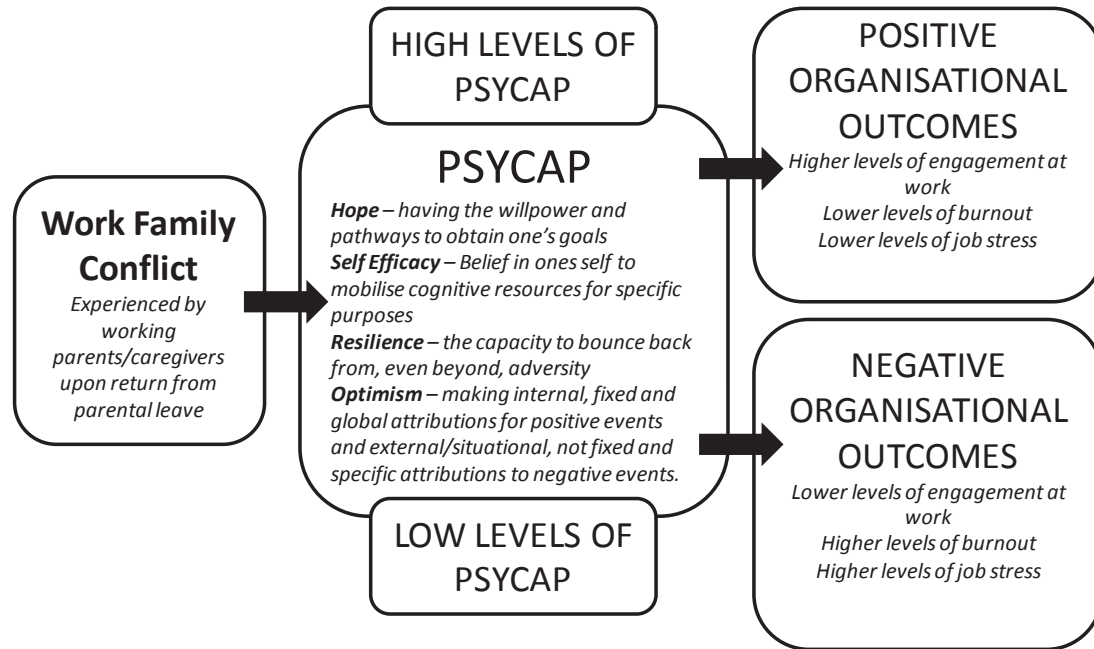 Work Family
Conflict
Experienced by
working
parents/caregivers
upon return from
parental leave
HIGH LEVELS OF
PSYCAP
PSYCAP
Hope – having the willpower and
pathways to obtain one's goals
Self Efficacy – Belief in ones self to
mobilise cognitive resources for specific
purposes
Resilience – the capacity to bounce back
from, even beyond, adversity
Optimism – making internal, fixed and
global attributions for positive events
and external/situational, not fixed and
specific attributions to negative events.
LOW LEVELS OF
PSYCAP
POSITIVE
ORGANISATIONAL
OUTCOMES
Higher levels of engagement at
work
Lower levels of burnout
Lower levels of job stress
NEGATIVE
ORGANISATIONAL
OUTCOMES
Lower levels of engagement at
work
Higher levels of burnout
Higher levels of job stress